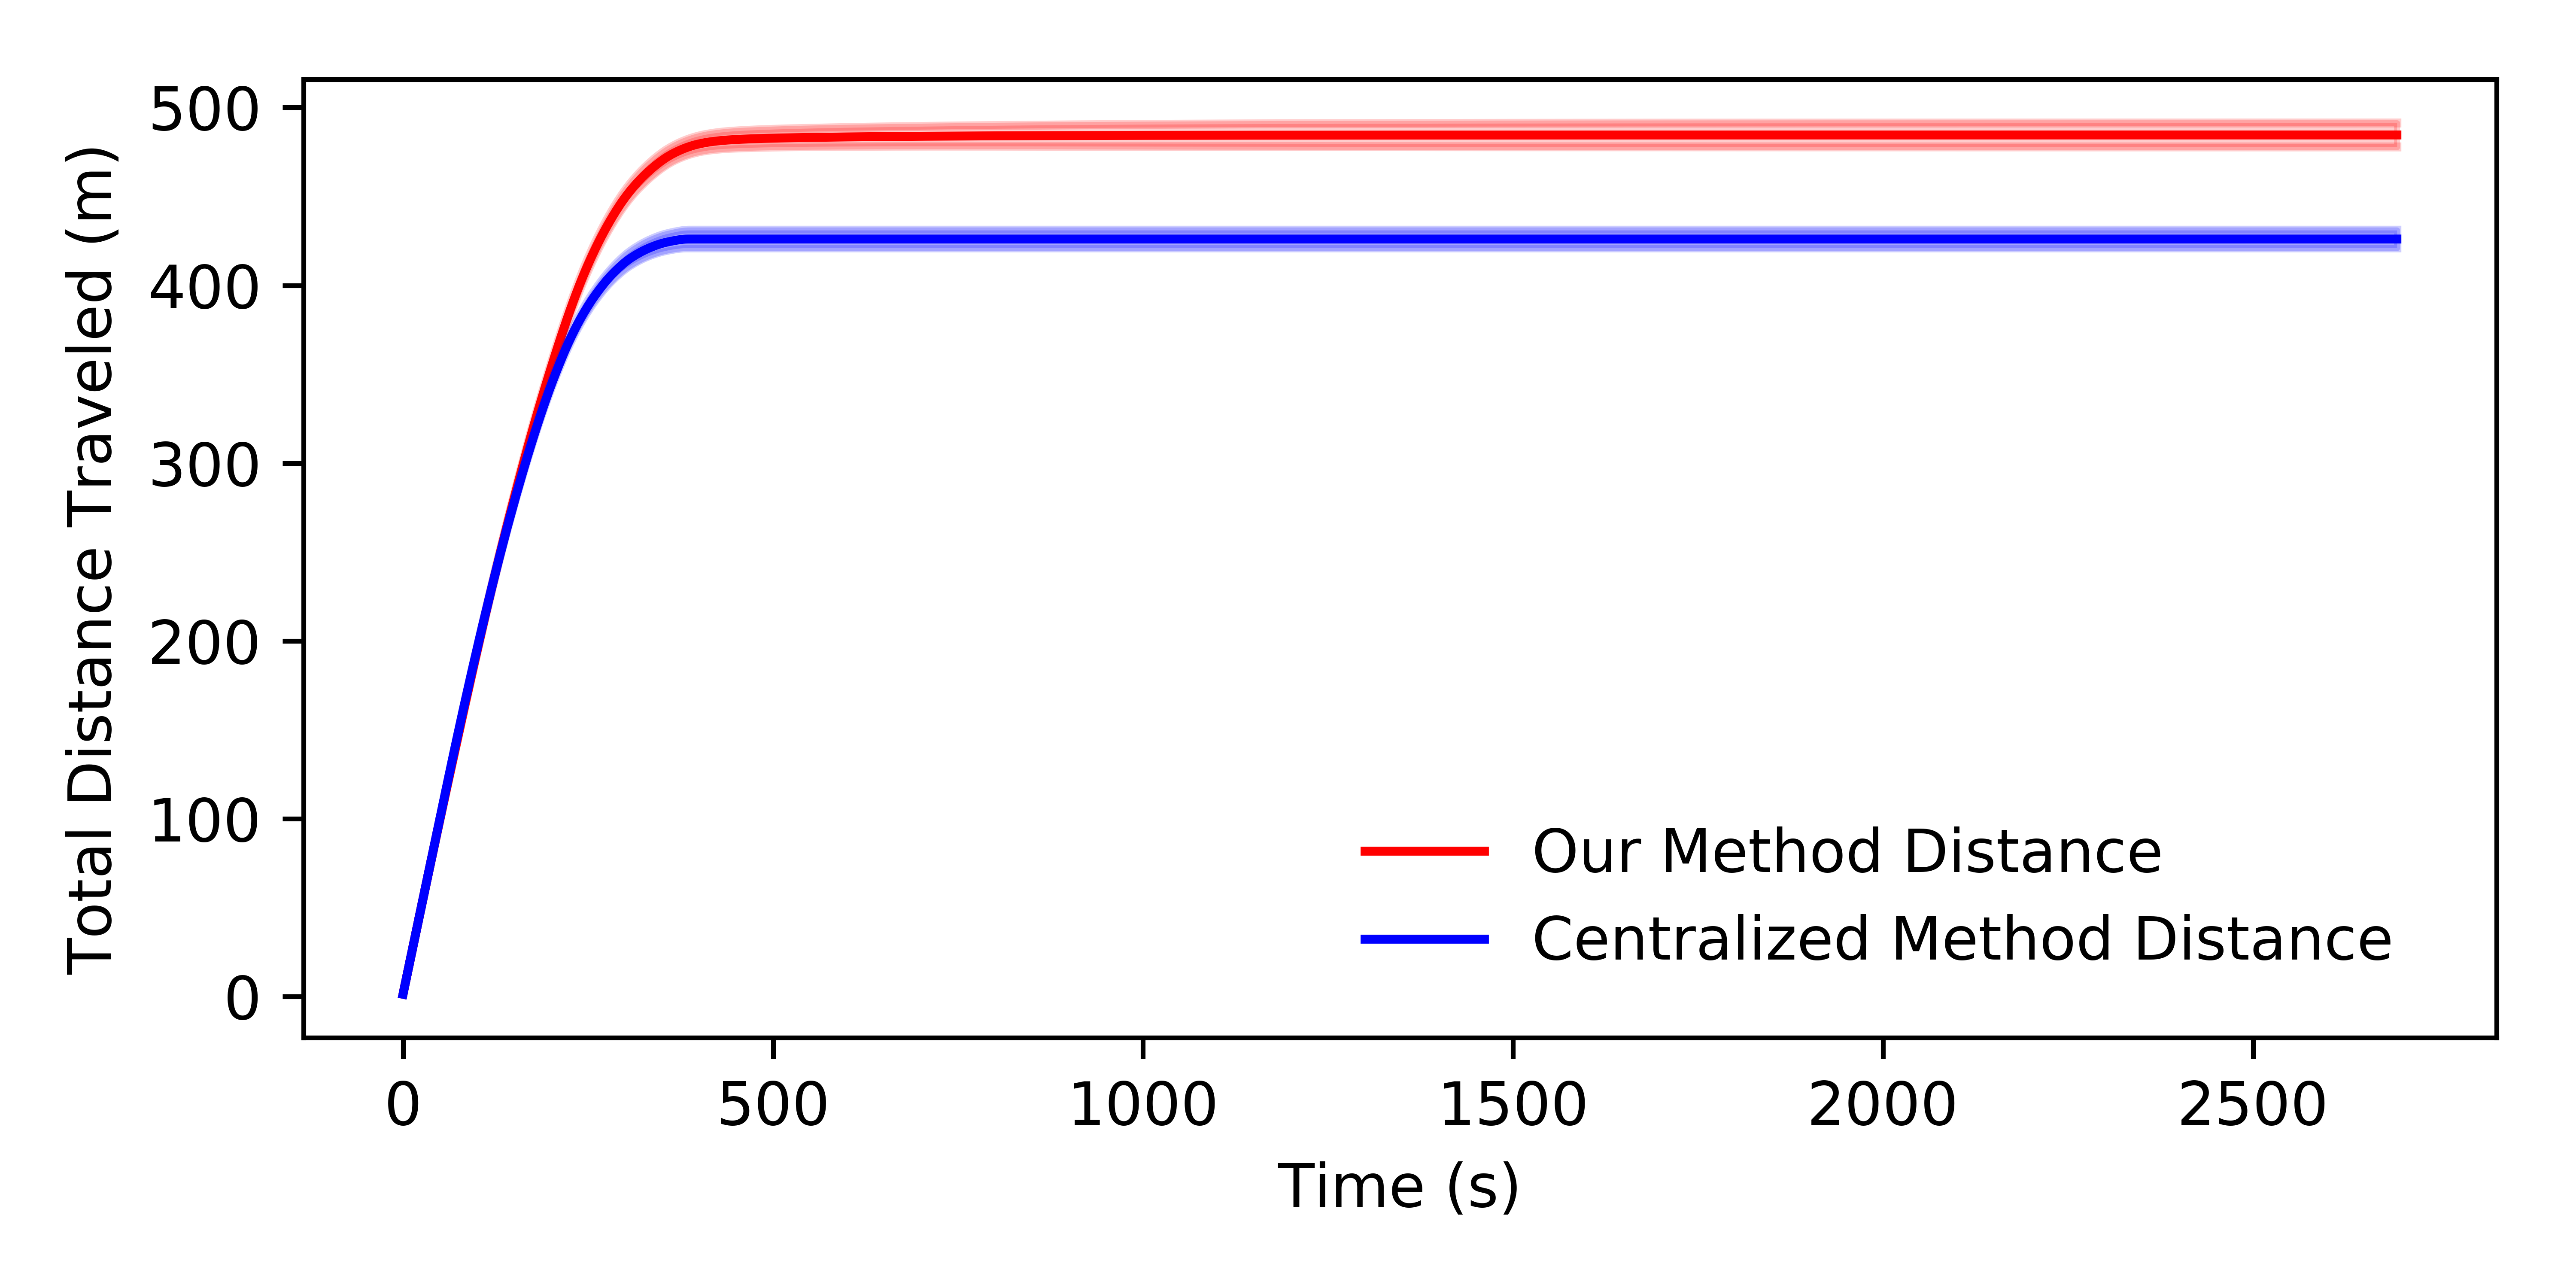 Total Distance Traveled (m)
500
400
300
200
100
0
Our Method Distance
Centralized Method Distance
0 500 1000 1500 2000 2500
Time (s)